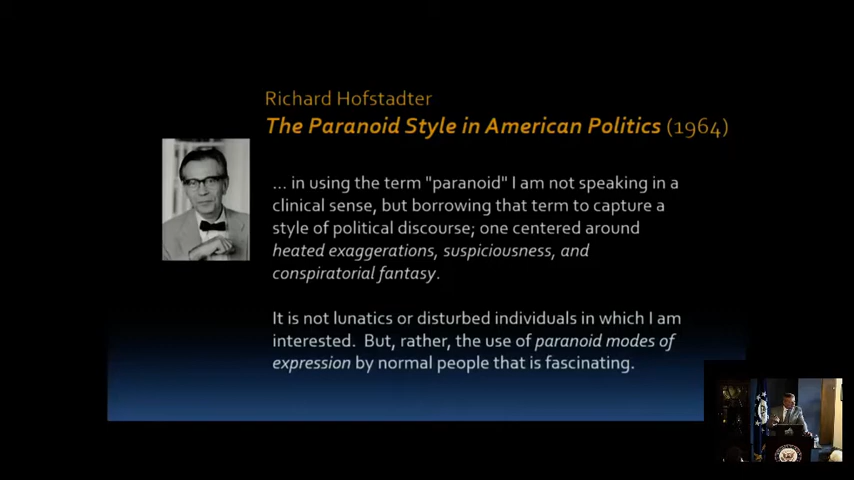 Richard Hofstadter
The Paranoid Style in American Politics (1964)
... in using the term "paranoid" I am not speaking in a
clinical sense, but borrowing that term to capture a
style of political discourse; one centered around
heated exaggerations, suspiciousness, and
conspiratorial fantasy.
It is not lunatics or disturbed individuals in which I am
interested.  But, rather, the use of paranoid modes of
expression by normal people that is fascinating.